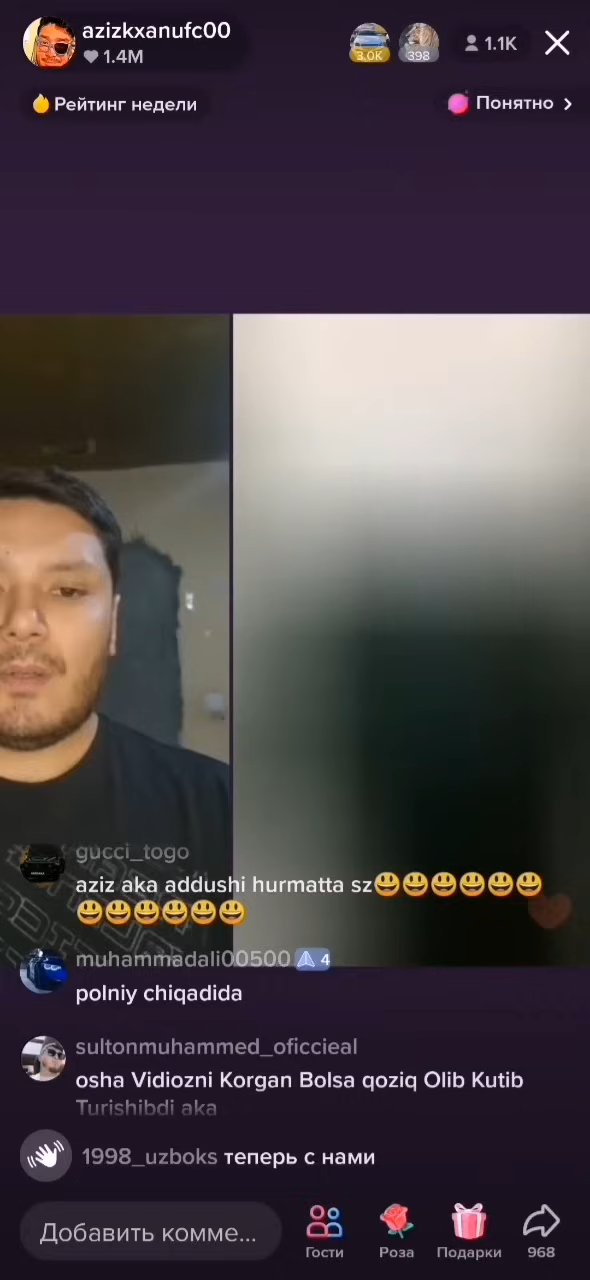 azizkxanufc00
1.4M
3.0K
398
1.1K
Рейтинг недели
Понятно
gucci_togo
aziz aka addushi hurmatta sz😃😃😃😃😃😃
😃😃😃😃😃😃
muhammadali00500 4
polniy chiqadida
sultonmuhammed_oficcieal
osha Vidiozni Korgan Bolsa qoziq Olib Kutib
Turishibdi aka
1998_uzboks теперь с нами
Добавить комме...
Гости
Роза
Подарки
968